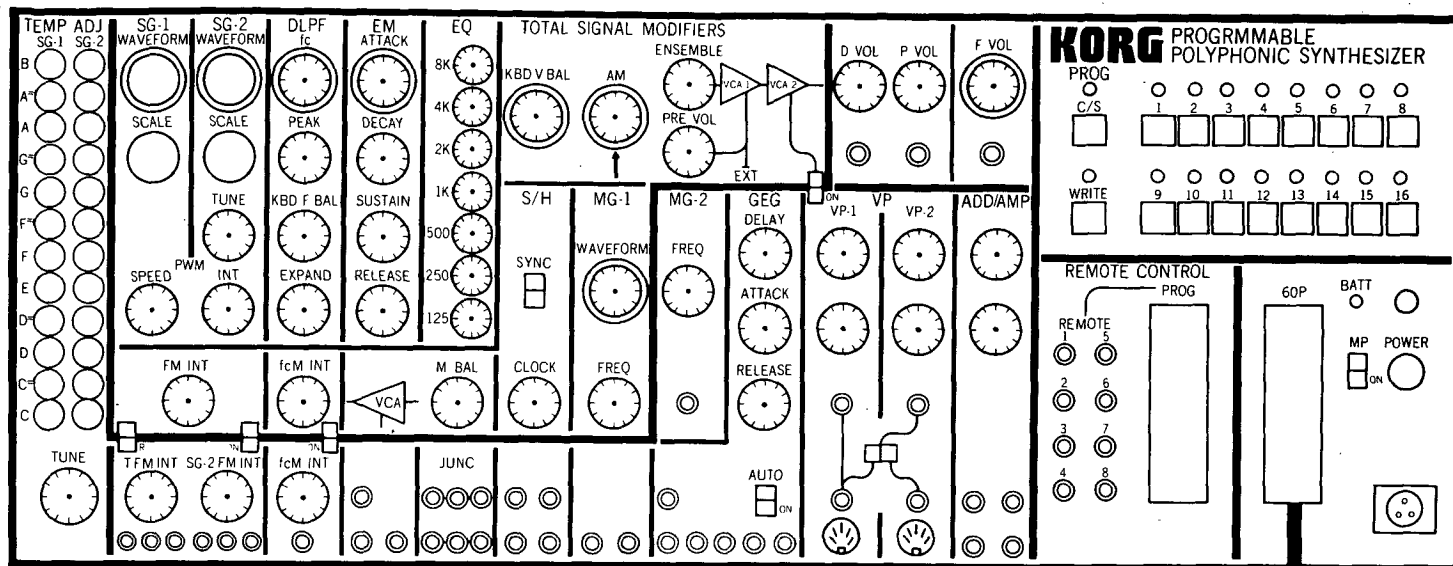 TEMP ADJ
SG-1 SG-2
B
A#
A
G#
G
F#
F
E
D#
D
C#
C
TUNE
SG-1
WAVEFORM
SCALE
SPEED
PWM
SG-2
WAVEFORM
SCALE
TUNE
INT
DLPF
fc
PEAK
KBD F BAL
EXPAND
EM
ATTACK
DECAY
SUSTAIN
RELEASE
EQ
8K
4K
2K
1K
500
250
125
FM INT
fcM INT
VCA
M BAL
R
ON
ON
T FM INT
SG-2 FM INT
fcM INT
JUNC
TOTAL SIGNAL MODIFIERS
KBD V BAL
AM
ENSEMBLE
PRE VOL
VCA 1
VCA 2
EXT
ON
S/H
SYNC
CLOCK
MG-1
WAVEFORM
FREQ
MG-2
FREQ
GEG
DELAY
ATTACK
RELEASE
AUTO
ON
D VOL
P VOL
F VOL
VP
VP-1
VP-2
ADD/AMP
KORG PROGRMMABLE
POLYPHONIC SYNTHESIZER
PROG
C/S
1 2 3 4 5 6 7 8
WRITE
9 10 11 12 13 14 15 16
REMOTE CONTROL
PROG
REMOTE
1 5
2 6
3 7
4 8
60P
BATT
MP
ON
POWER